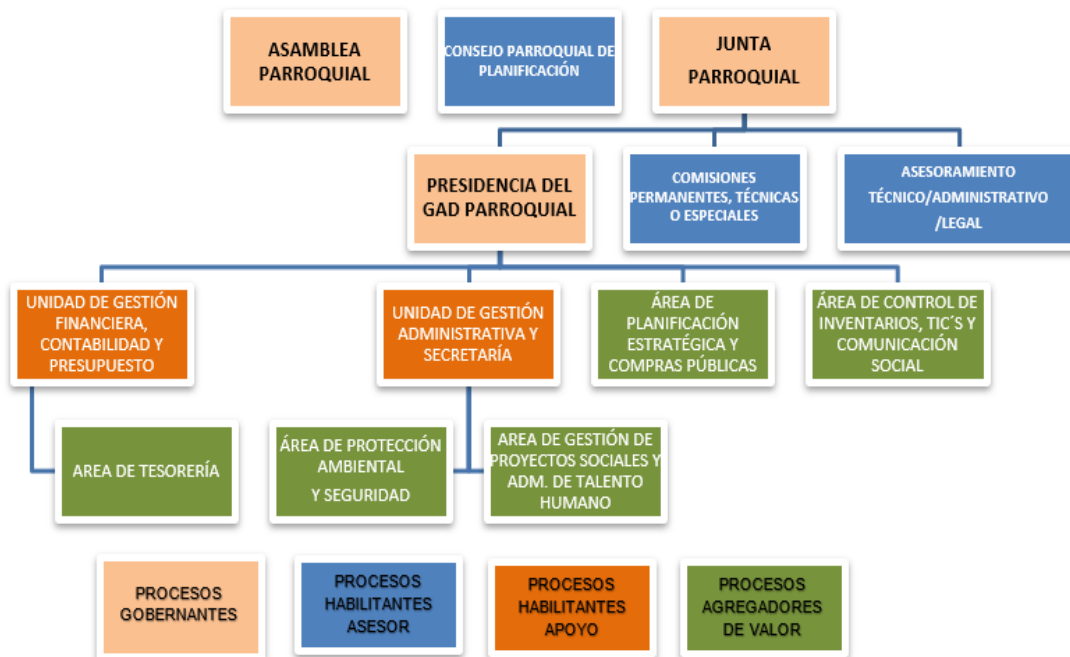 ASAMBLEA
PARROQUIAL
CONSEJO PARROQUIAL DE
PLANIFICACIÓN
JUNTA
PARROQUIAL
PRESIDENCIA DEL
GAD PARROQUIAL
COMISIONES
PERMANENTES, TÉCNICAS
O ESPECIALES
ASESORAMIENTO
TÉCNICO/ADMINISTRATIVO
/LEGAL
UNIDAD DE GESTIÓN
FINANCIERA,
CONTABILIDAD Y
PRESUPUESTO
UNIDAD DE GESTIÓN
ADMINISTRATIVA Y
SECRETARÍA
ÁREA DE
PLANIFICACIÓN
ESTRATÉGICA Y
COMPRAS PÚBLICAS
ÁREA DE CONTROL DE
INVENTARIOS, TIC´S Y
COMUNICACIÓN
SOCIAL
AREA DE TESORERÍA
ÁREA DE PROTECCIÓN
AMBIENTAL
Y SEGURIDAD
AREA DE GESTIÓN DE
PROYECTOS SOCIALES Y
ADM. DE TALENTO
HUMANO
PROCESOS
GOBERNANTES
PROCESOS
HABILITANTES
ASESOR
PROCESOS
HABILITANTES
APOYO
PROCESOS
AGREGADORES
DE VALOR